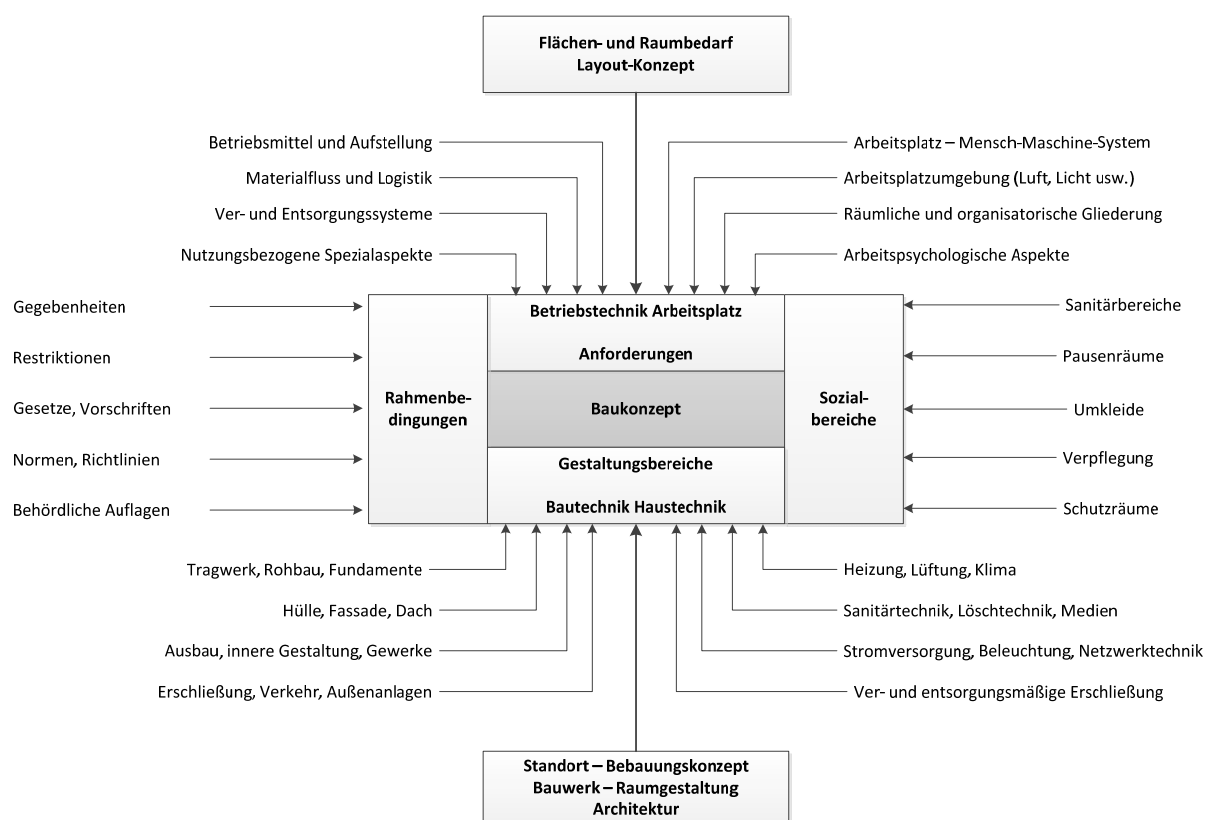 Flächen- und Raumbedarf
Layout-Konzept
Betriebsmittel und Aufstellung
Materialfluss und Logistik
Ver- und Entsorgungssysteme
Nutzungsbezogene Spezialaspekte
Arbeitsplatz – Mensch-Maschine-System
Arbeitsplatzumgebung (Luft, Licht usw.)
Räumliche und organisatorische Gliederung
Arbeitspsychologische Aspekte
Gegebenheiten
Restriktionen
Gesetze, Vorschriften
Normen, Richtlinien
Behördliche Auflagen
Rahmenbe-
dingungen
Betriebstechnik Arbeitsplatz
Anforderungen
Baukonzept
Gestaltungsbereiche
Bautechnik Haustechnik
Sozial-
bereiche
Sanitärbereiche
Pausenräume
Umkleide
Verpflegung
Schutzräume
Tragwerk, Rohbau, Fundamente
Hülle, Fassade, Dach
Ausbau, innere Gestaltung, Gewerke
Erschließung, Verkehr, Außenanlagen
Heizung, Lüftung, Klima
Sanitärtechnik, Löschtechnik, Medien
Stromversorgung, Beleuchtung, Netzwerktechnik
Ver- und entsorgungsmäßige Erschließung
Standort – Bebauungskonzept
Bauwerk – Raumgestaltung
Architektur